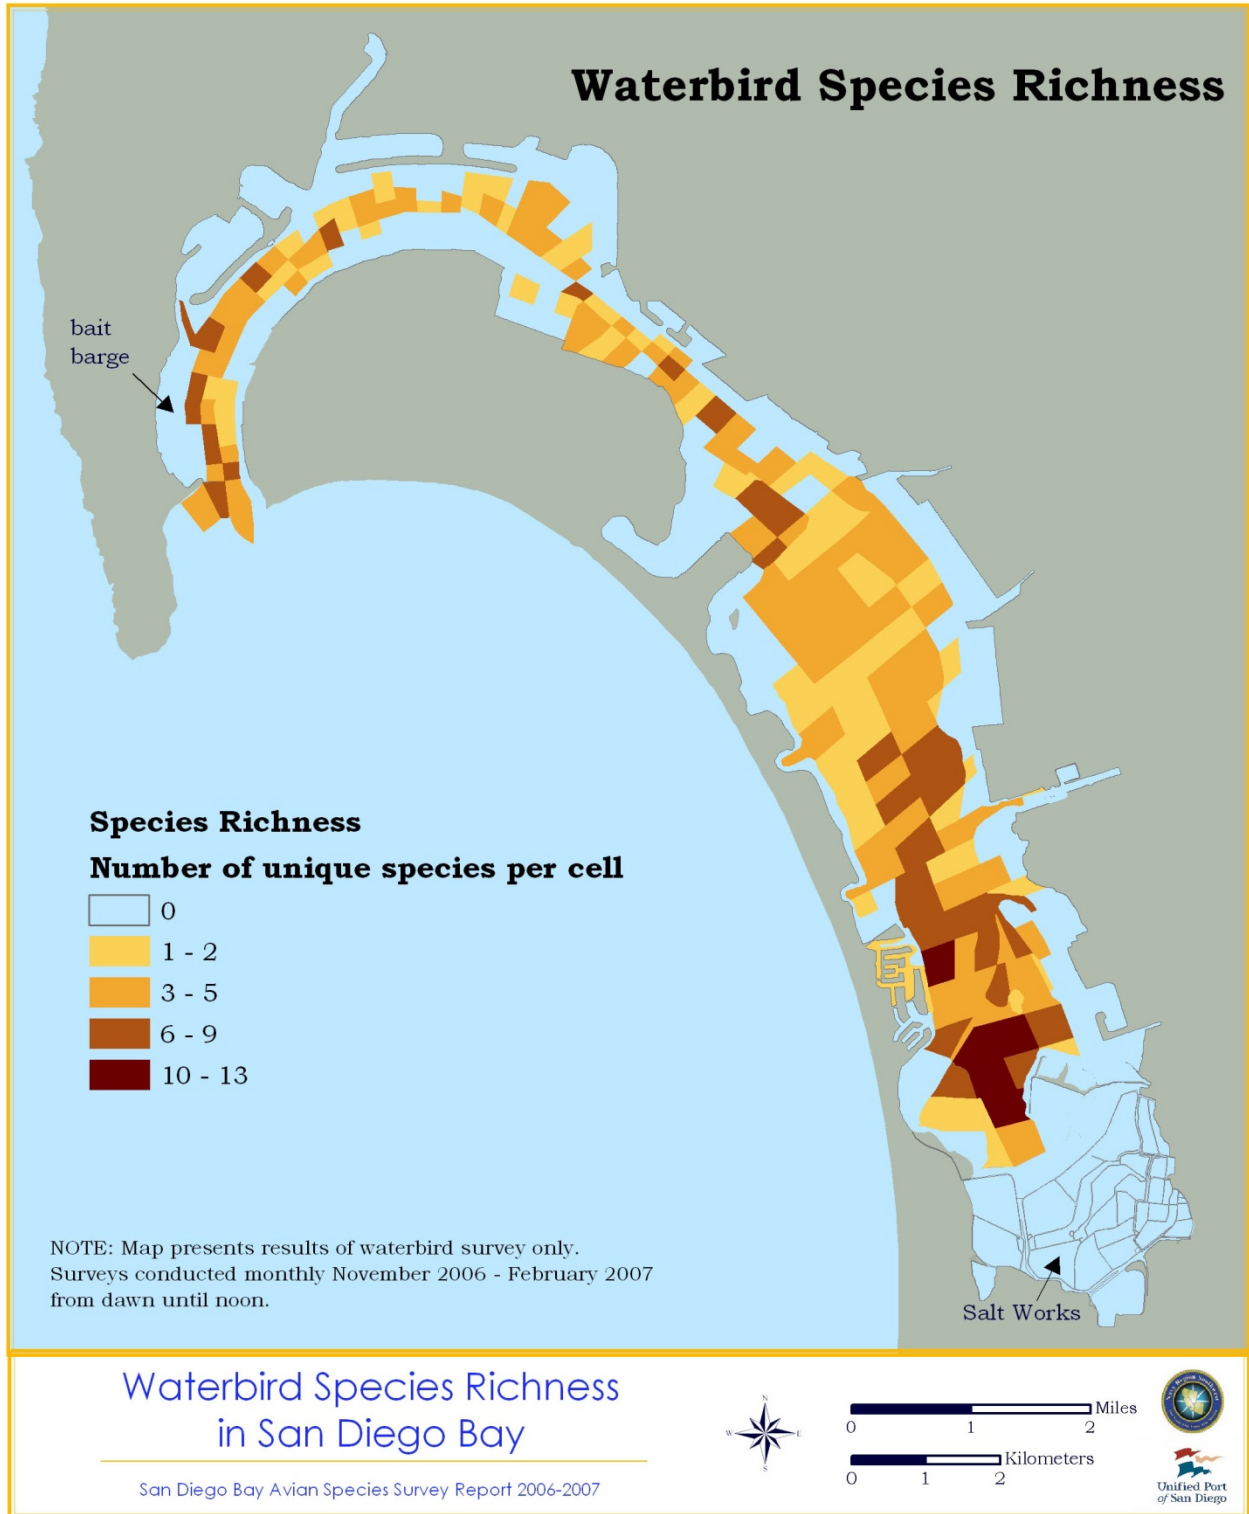 Waterbird Species Richness
bait
barge
Species Richness
Number of unique species per cell
0
1 - 2
3 - 5
6 - 9
10 - 13
NOTE: Map presents results of waterbird survey only.
Surveys conducted monthly November 2006 - February 2007
from dawn until noon.
Salt Works
Waterbird Species Richness
in San Diego Bay
San Diego Bay Avian Species Survey Report 2006-2007
N
W
E
S
Miles
0 1 2
Kilometers
0 1 2
Navy Region Southwest
Unified Port
of San Diego